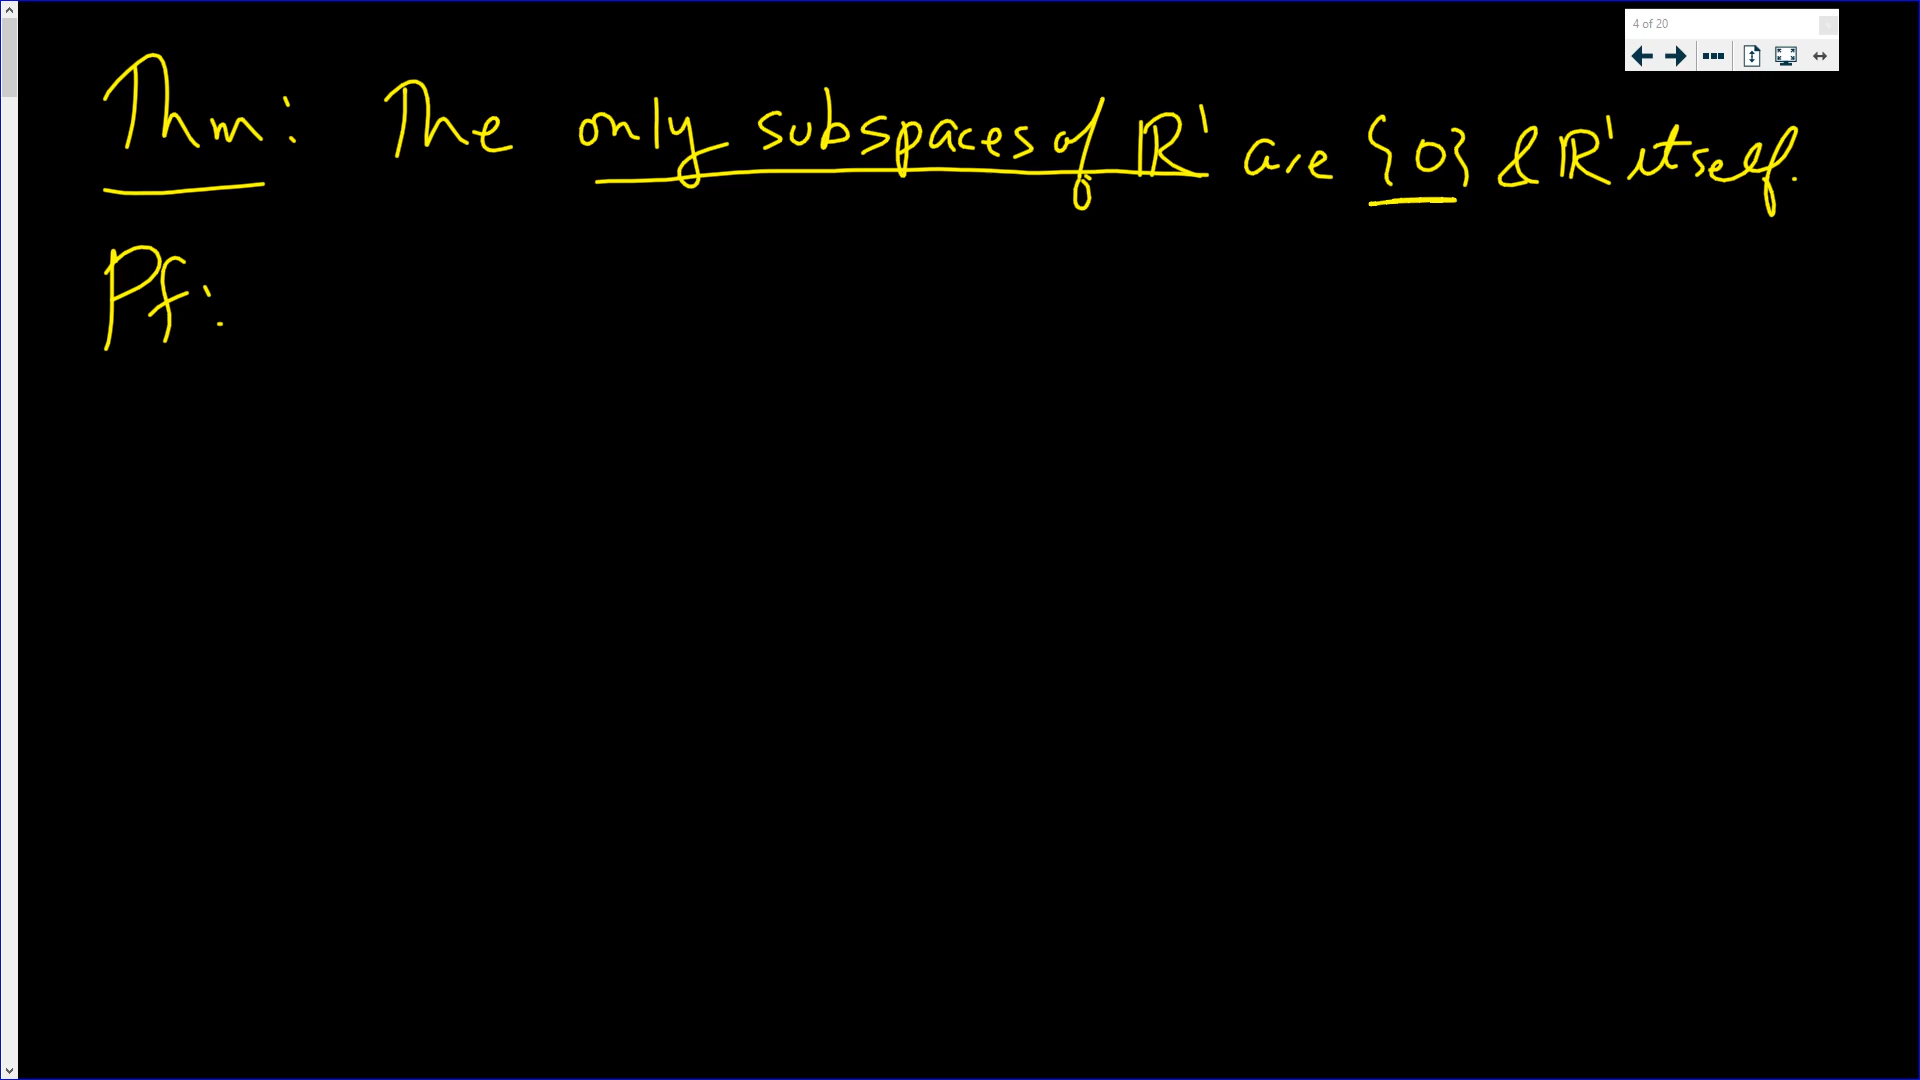 4 of 20
Thm: The only subspaces of ℝ¹ are {0} & ℝ¹ itself.
Pf: